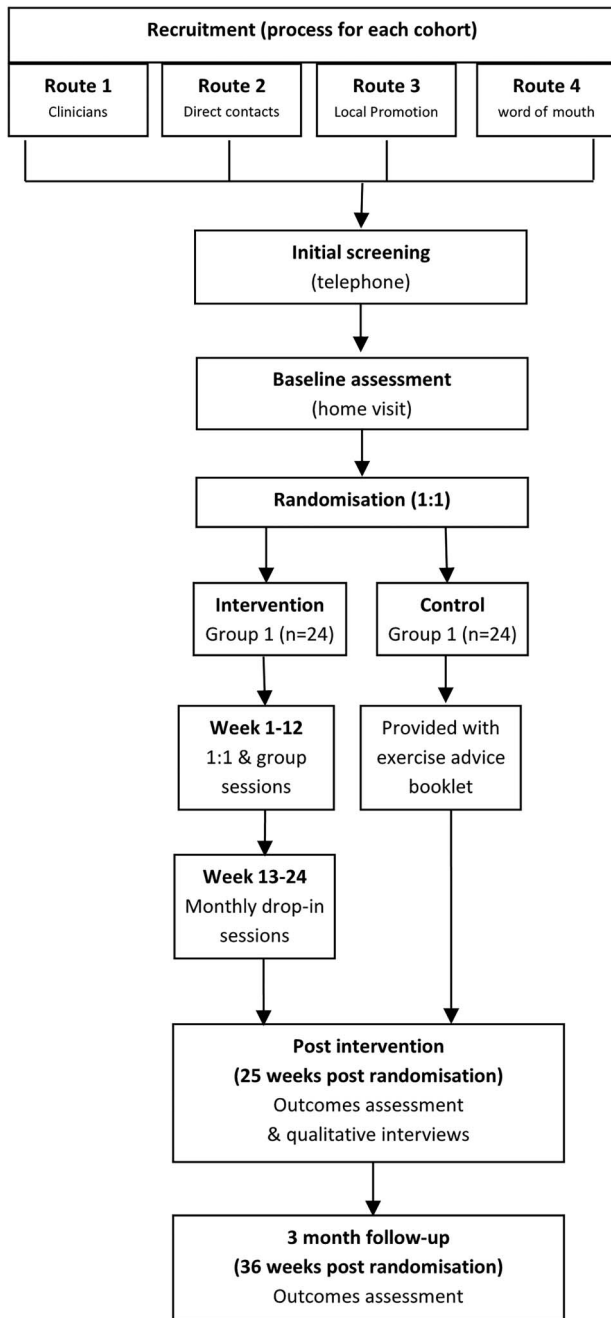 Recruitment (process for each cohort)
Route 1
Clinicians
Route 2
Direct contacts
Route 3
Local Promotion
Route 4
word of mouth
Initial screening
(telephone)
Baseline assessment
(home visit)
Randomisation (1:1)
Intervention
Group 1 (n=24)
Control
Group 1 (n=24)
Week 1-12
1:1 & group
sessions
Provided with
exercise advice
booklet
Week 13-24
Monthly drop-in
sessions
Post intervention
(25 weeks post randomisation)
Outcomes assessment
& qualitative interviews
3 month follow-up
(36 weeks post randomisation)
Outcomes assessment